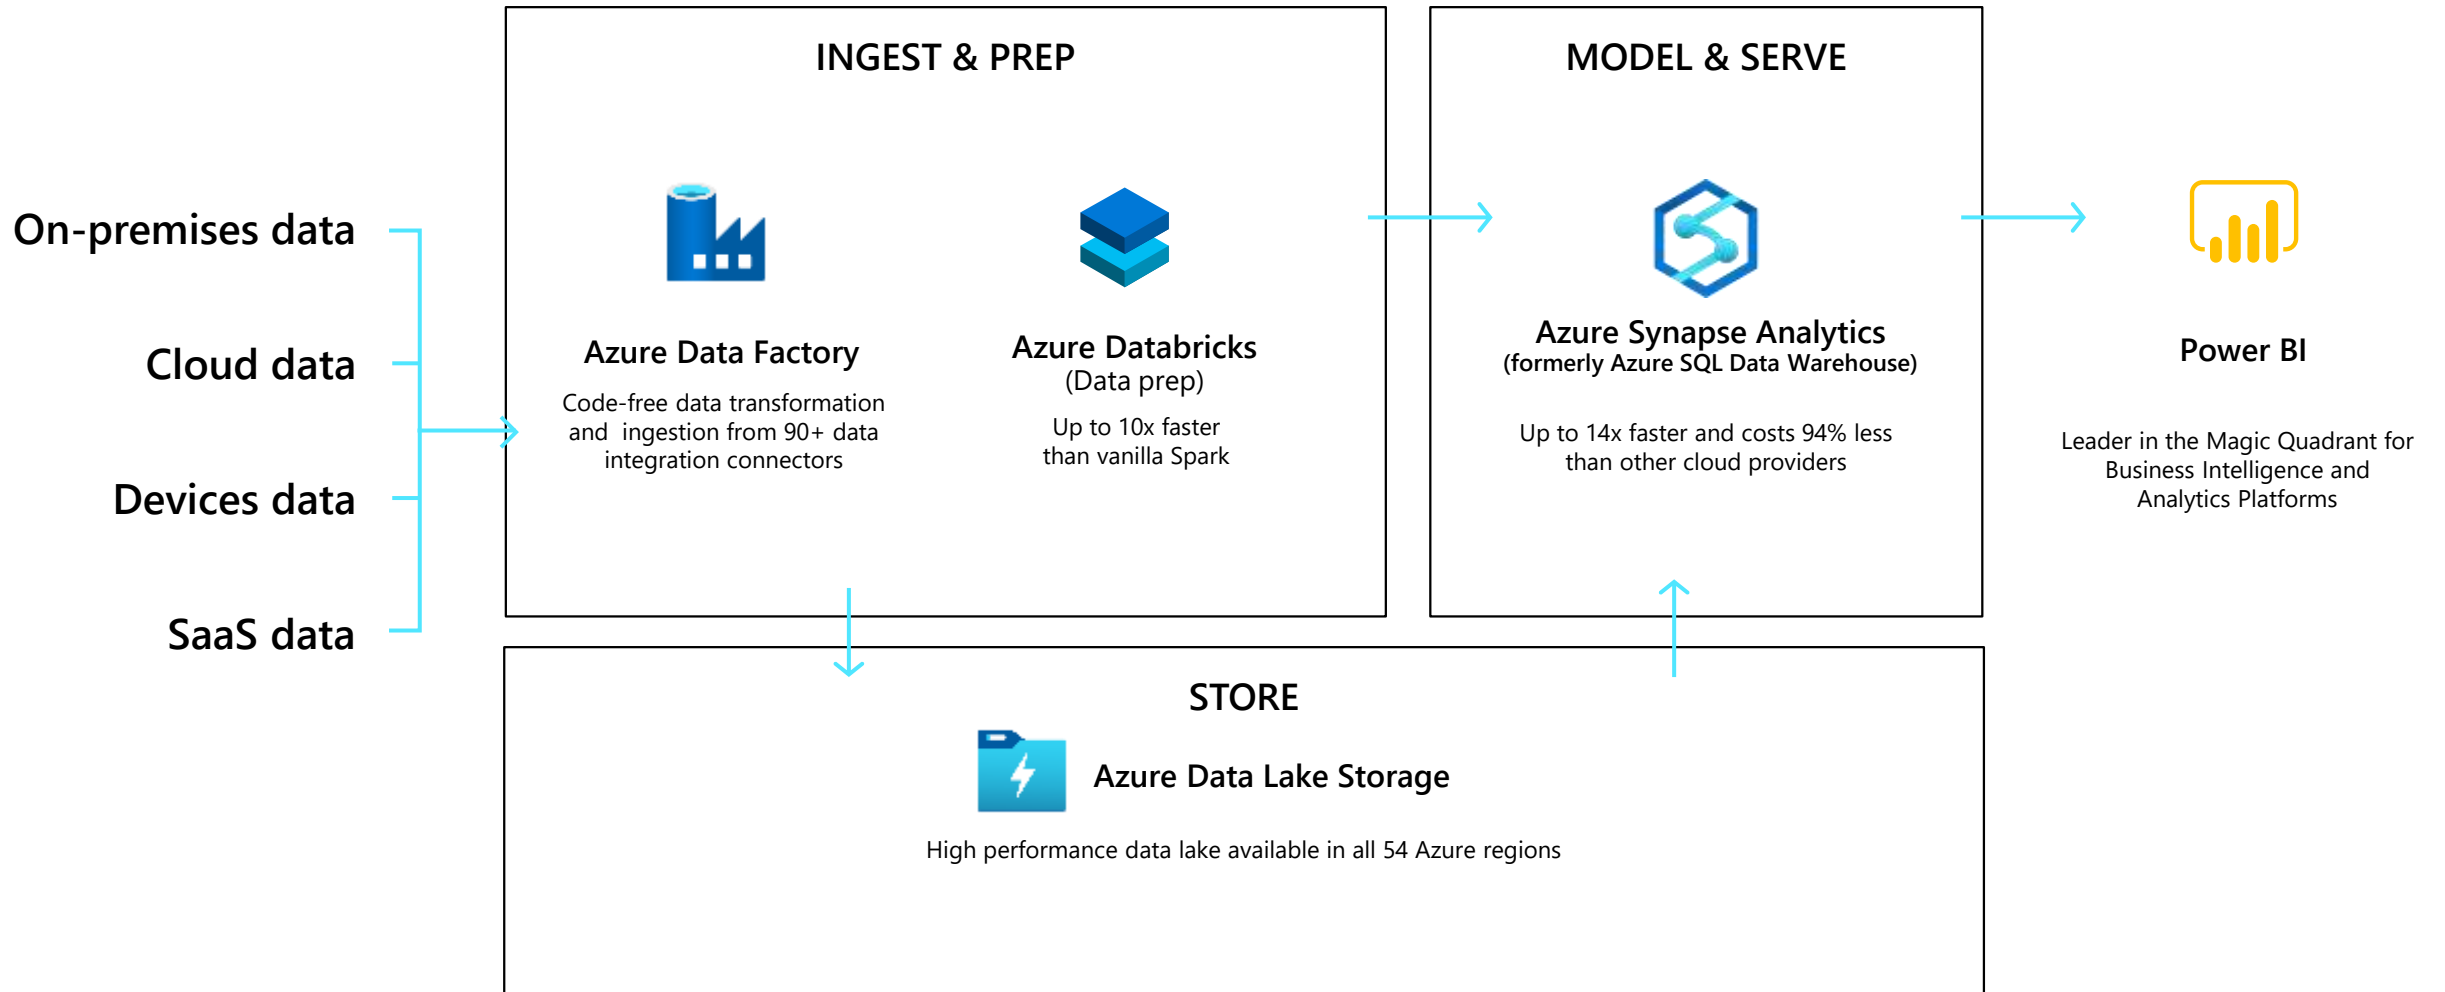 On-premises data
Cloud data
Devices data
SaaS data
INGEST & PREP
Azure Data Factory
Code-free data transformation
and  ingestion from 90+ data
integration connectors
Azure Databricks
(Data prep)
Up to 10x faster
than vanilla Spark
MODEL & SERVE
Azure Synapse Analytics
(formerly Azure SQL Data Warehouse)
Up to 14x faster and costs 94% less
than other cloud providers
Power BI
Leader in the Magic Quadrant for
Business Intelligence and
Analytics Platforms
STORE
Azure Data Lake Storage
High performance data lake available in all 54 Azure regions